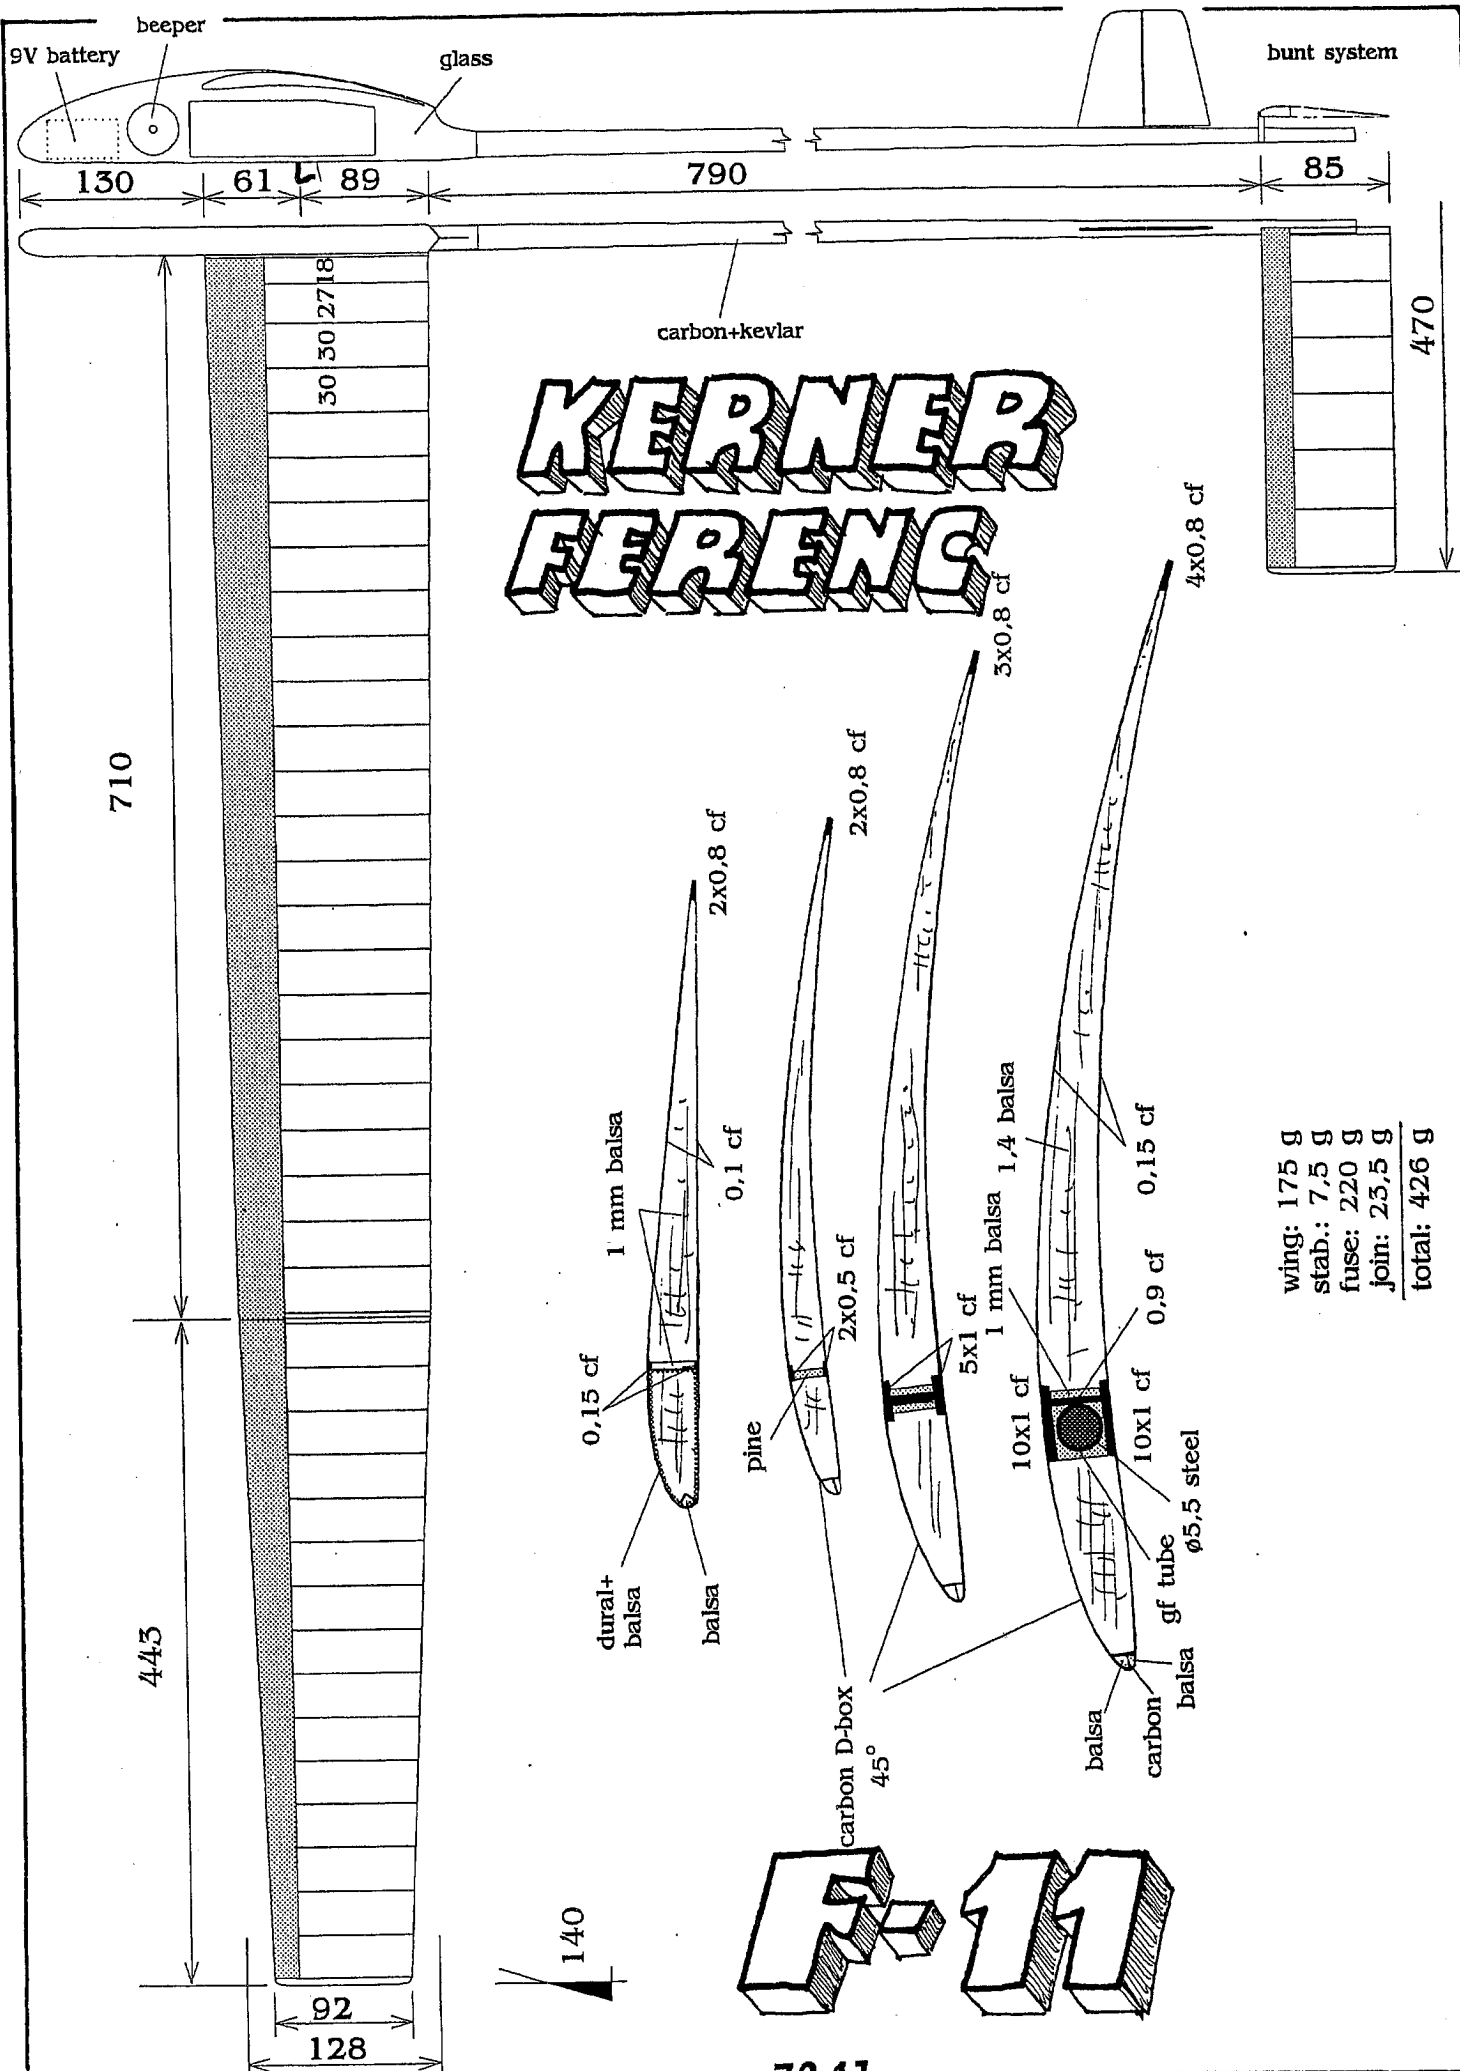 beeper
9V battery
glass
bunt system
130
61
89
790
85
18
27
30
30
carbon+kevlar
470
KERNER
FERENC
710
443
2x0,8 cf
2x0,8 cf
3x0,8 cf
4x0,8 cf
1 mm balsa
0,1 cf
0,15 cf
dural+
balsa
balsa
pine
2x0,5 cf
5x1 cf
1 mm balsa
1,4 balsa
0,15 cf
0,9 cf
10x1 cf
10x1 cf
ø5,5 steel
gf tube
balsa
carbon
balsa
carbon D-box
45°
wing: 175 g
stab.: 7,5 g
fuse: 220 g
join: 23,5 g
total: 426 g
140
F-11
92
128